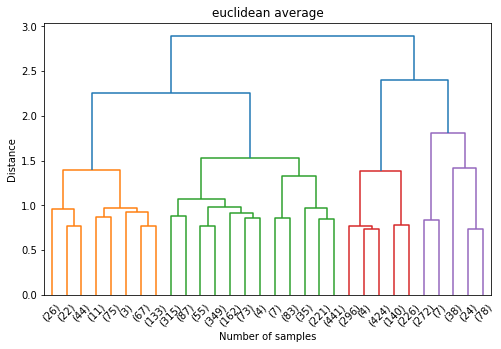 euclidean average
3.0
2.5
2.0
1.5
1.0
0.5
0.0
Distance
(26) (22) (44) (11) (75) (3) (67) (133) (315) (87) (55) (349) (162) (73) (4) (7) (83) (35) (221) (441) (296) (4) (424) (140) (226) (272) (7) (38) (24) (78)
Number of samples